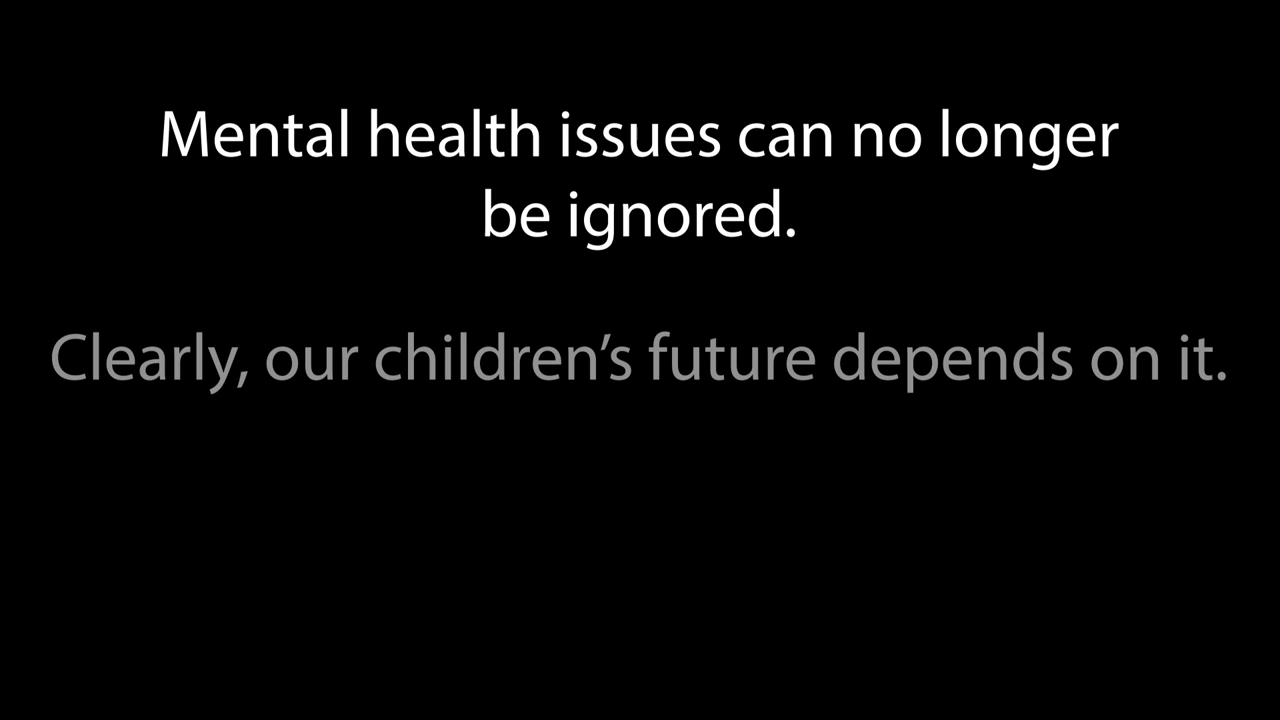 Mental health issues can no longer
be ignored.
Clearly, our children’s future depends on it.